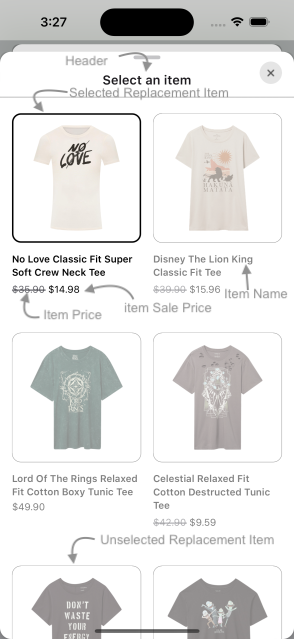 3:27
Header
Select an item
Selected Replacement Item
NO
LOVE
HAKUNA
MATATA
No Love Classic Fit Super
Soft Crew Neck Tee
$35.90 $14.98
Disney The Lion King
Classic Fit Tee
$39.90 $15.96
Item Name
Item Price
item Sale Price
Lord Of The Rings Relaxed
Fit Cotton Boxy Tunic Tee
$49.90
Celestial Relaxed Fit
Cotton Destructed Tunic
Tee
$42.90 $9.59
Unselected Replacement Item
DON'T
WASTE
YOUR
ENERGY